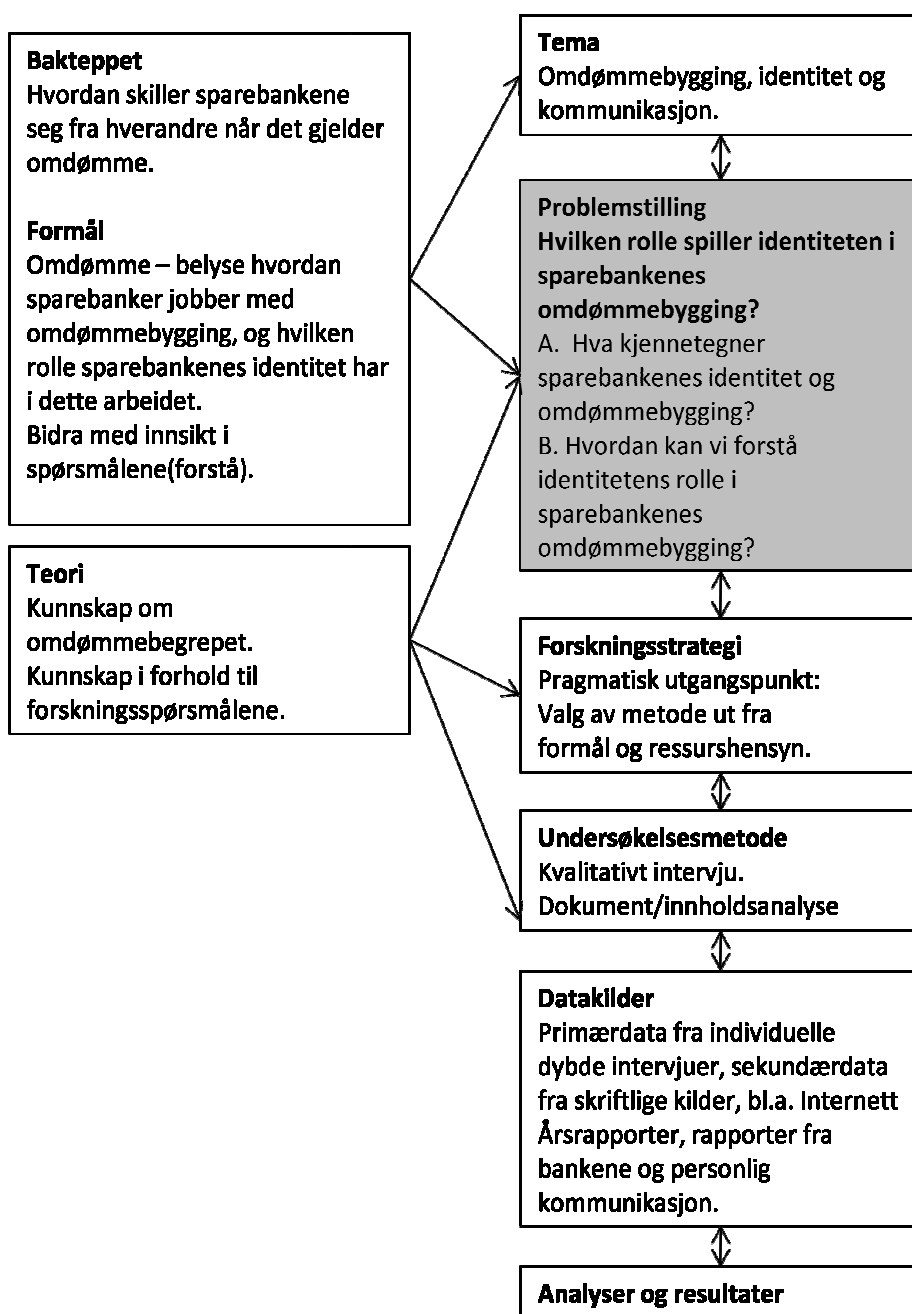 Bakteppet
Hvordan skiller sparebankene
seg fra hverandre når det gjelder
omdømme.
Formål
Omdømme – belyse hvordan
sparebanker jobber med
omdømmebygging, og hvilken
rolle sparebankenes identitet har
i dette arbeidet.
Bidra med innsikt i
spørsmålene(forstå).
Teori
Kunnskap om
omdømmebegrepet.
Kunnskap i forhold til
forskningsspørsmålene.
Tema
Omdømmebygging, identitet og
kommunikasjon.
Problemstilling
Hvilken rolle spiller identiteten i
sparebankenes
omdømmebygging?
A. Hva kjennetegner
sparebankenes identitet og
omdømmebygging?
B. Hvordan kan vi forstå
identitetens rolle i
sparebankenes
omdømmebygging?
Forskningsstrategi
Pragmatisk utgangspunkt:
Valg av metode ut fra
formål og ressurshensyn.
Undersøkelsesmetode
Kvalitativt intervju.
Dokument/innholdsanalyse
Datakilder
Primærdata fra individuelle
dybde intervjuer, sekundærdata
fra skriftlige kilder, bl.a. Internett
Årsrapporter, rapporter fra
bankene og personlig
kommunikasjon.
Analyser og resultater